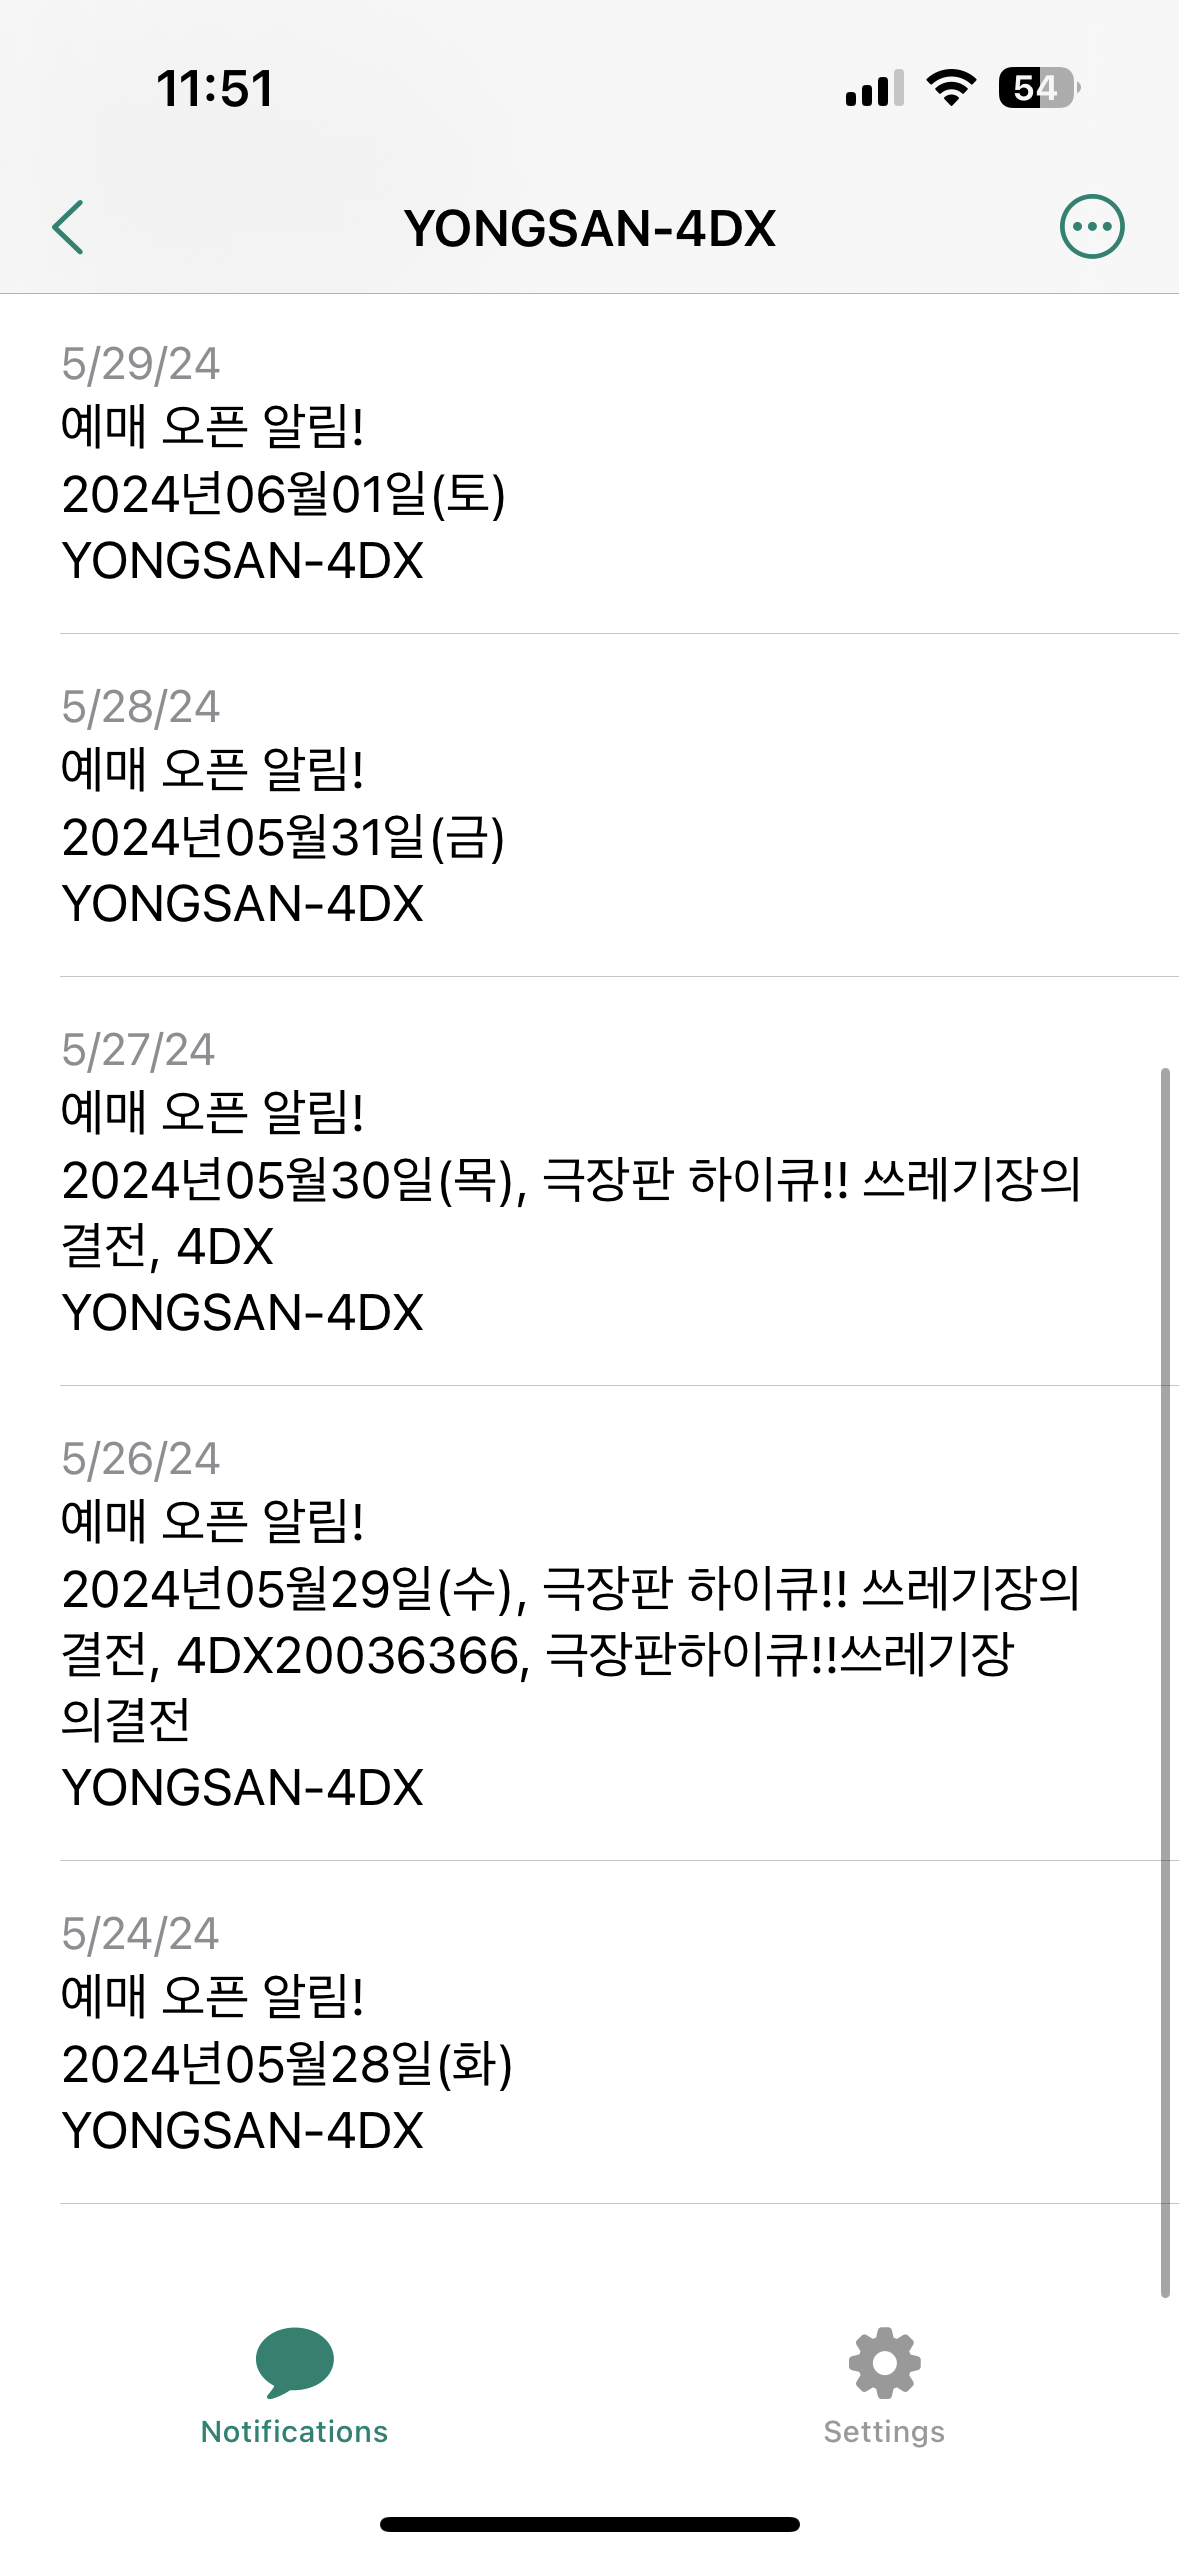 11:51
54
YONGSAN-4DX
5/29/24
예매 오픈 알림!
2024년06월01일(토)
YONGSAN-4DX
5/28/24
예매 오픈 알림!
2024년05월31일(금)
YONGSAN-4DX
5/27/24
예매 오픈 알림!
2024년05월30일(목), 극장판 하이큐!! 쓰레기장의
결전, 4DX
YONGSAN-4DX
5/26/24
예매 오픈 알림!
2024년05월29일(수), 극장판 하이큐!! 쓰레기장의
결전, 4DX20036366, 극장판하이큐!!쓰레기장
의결전
YONGSAN-4DX
5/24/24
예매 오픈 알림!
2024년05월28일(화)
YONGSAN-4DX
Notifications
Settings